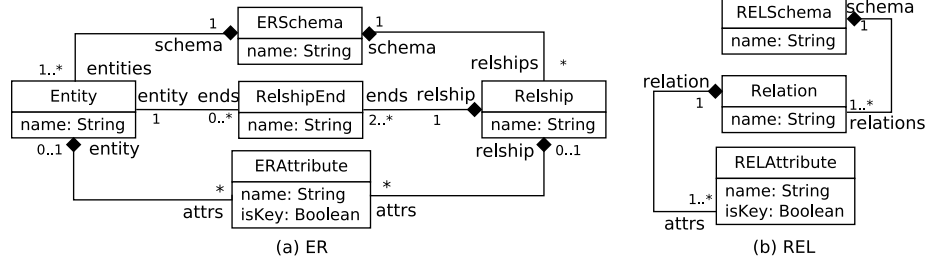 1 ERSchema 1
name: String
schema schema
1..* entities
relships *
Entity
name: String
entity ends
1 0..*
RelshipEnd
name: String
ends relship
2..* 1
Relship
name: String
0..1 entity
relship 0..1
ERAttribute
name: String
isKey: Boolean
* *
attrs attrs
(a) ER
RELSchema
name: String
schema
1
relation
1
Relation
name: String
1..*
relations
RELAttribute
name: String
isKey: Boolean
1..*
attrs
(b) REL